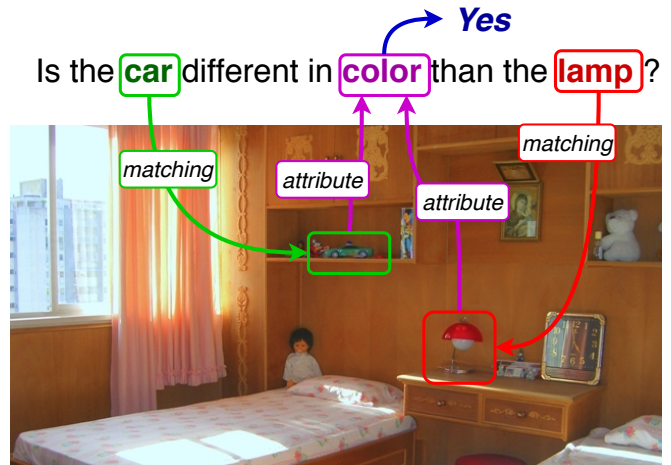 Yes
Is the car different in color than the lamp ?
matching
matching
attribute
attribute